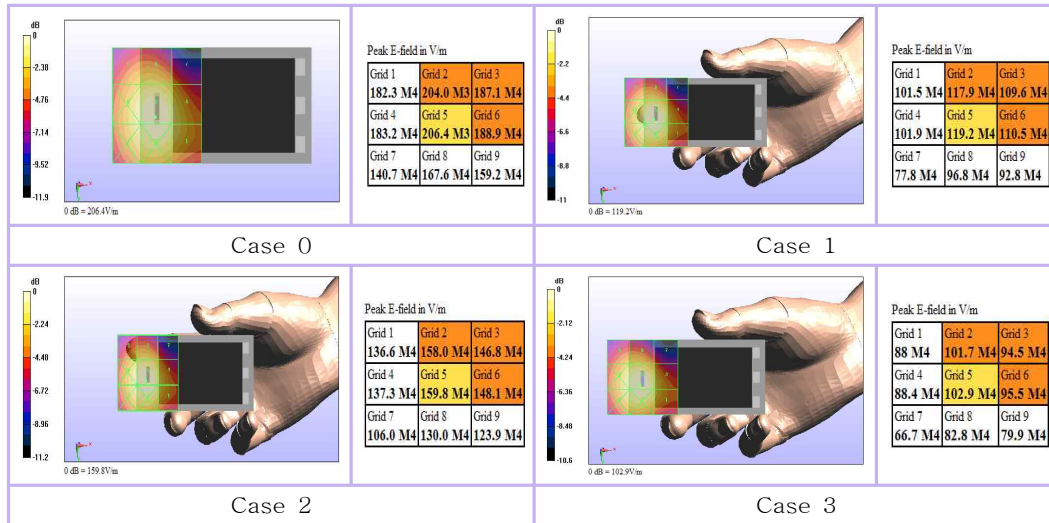 dB
0
-2.38
-4.76
-7.14
-9.52
-11.9
0 dB = 206.4V/m
Peak E-field in V/m
Grid 1 Grid 2 Grid 3
182.3 M4 204.0 M3 187.1 M4
Grid 4 Grid 5 Grid 6
183.2 M4 206.4 M3 188.9 M4
Grid 7 Grid 8 Grid 9
140.7 M4 167.6 M4 159.2 M4
Case 0
dB
0
-2.2
-4.4
-6.6
-8.8
-11
0 dB = 119.2V/m
Peak E-field in V/m
Grid 1 Grid 2 Grid 3
101.5 M4 117.9 M4 109.6 M4
Grid 4 Grid 5 Grid 6
101.9 M4 119.2 M4 110.5 M4
Grid 7 Grid 8 Grid 9
77.8 M4 96.8 M4 92.8 M4
Case 1
dB
0
-2.24
-4.48
-6.72
-8.96
-11.2
0 dB = 159.8V/m
Peak E-field in V/m
Grid 1 Grid 2 Grid 3
136.6 M4 158.0 M4 146.8 M4
Grid 4 Grid 5 Grid 6
137.3 M4 159.8 M4 148.1 M4
Grid 7 Grid 8 Grid 9
106.0 M4 130.0 M4 123.9 M4
Case 2
dB
0
-2.12
-4.24
-6.36
-8.48
-10.6
0 dB = 102.9V/m
Peak E-field in V/m
Grid 1 Grid 2 Grid 3
88 M4 101.7 M4 94.5 M4
Grid 4 Grid 5 Grid 6
88.4 M4 102.9 M4 95.5 M4
Grid 7 Grid 8 Grid 9
66.7 M4 82.8 M4 79.9 M4
Case 3